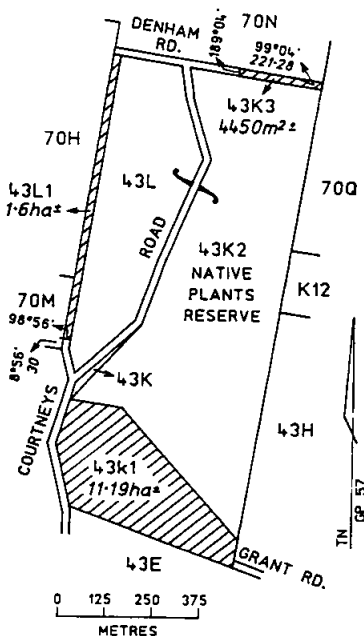 70N
DENHAM
RD.
189°04'
99°04'
221·28
43K3
4450m²±
70H
43L
43L1
1·6ha±
70Q
ROAD
43K2
NATIVE
PLANTS
RESERVE
K12
70M
98°56'
8°56'
30
43K
COURTNEYS
43H
43k1
11·19ha±
TN
GP 57
GRANT RD.
43E
0 125 250 375
METRES